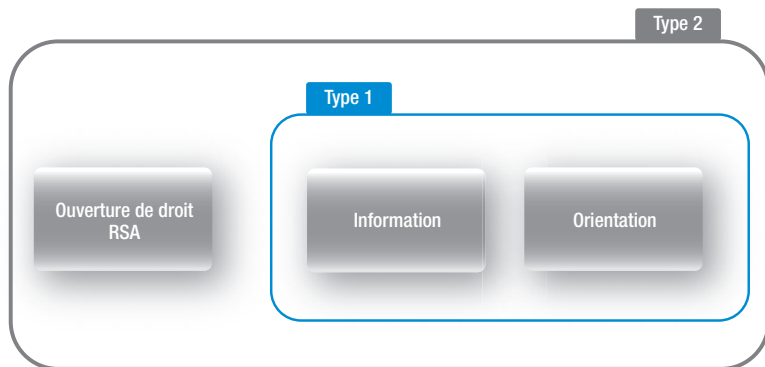 Type 2
Type 1
Ouverture de droit
RSA
Information
Orientation